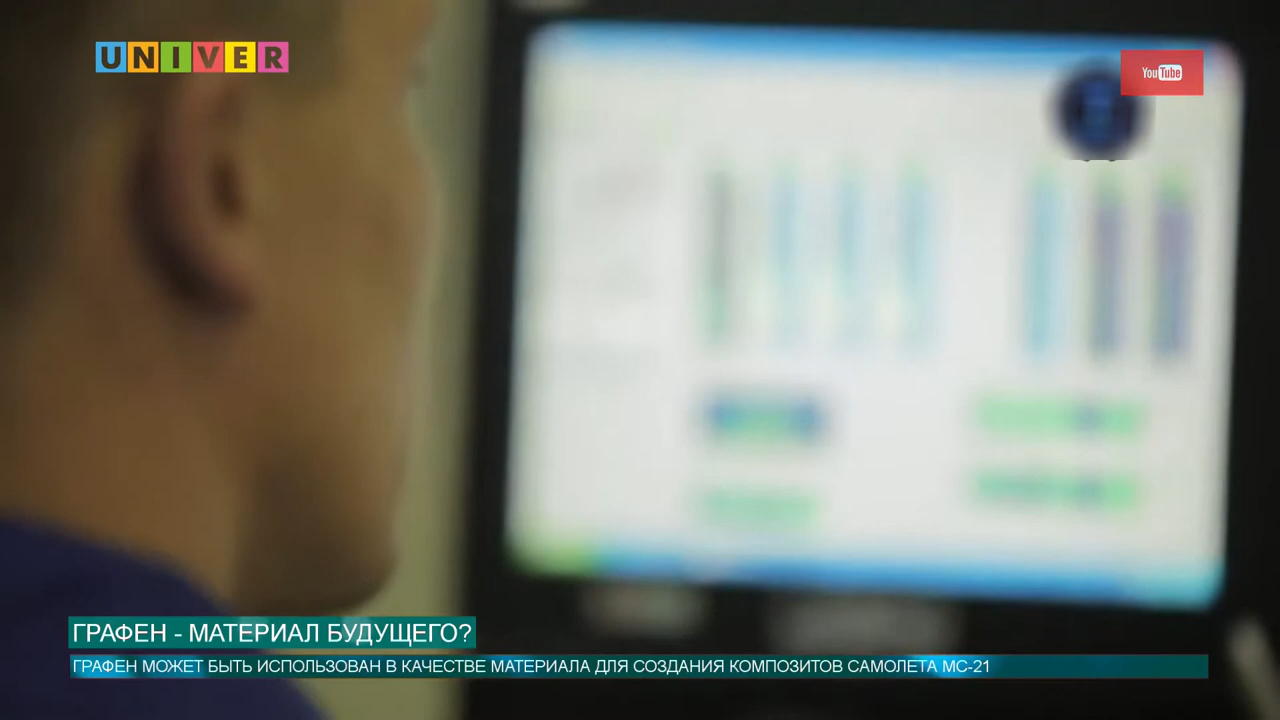 UNIVER
YouTube
ГРАФЕН - МАТЕРИАЛ БУДУЩЕГО?
ГРАФЕН МОЖЕТ БЫТЬ ИСПОЛЬЗОВАН В КАЧЕСТВЕ МАТЕРИАЛА ДЛЯ СОЗДАНИЯ КОМПОЗИТОВ САМОЛЕТА МС-21